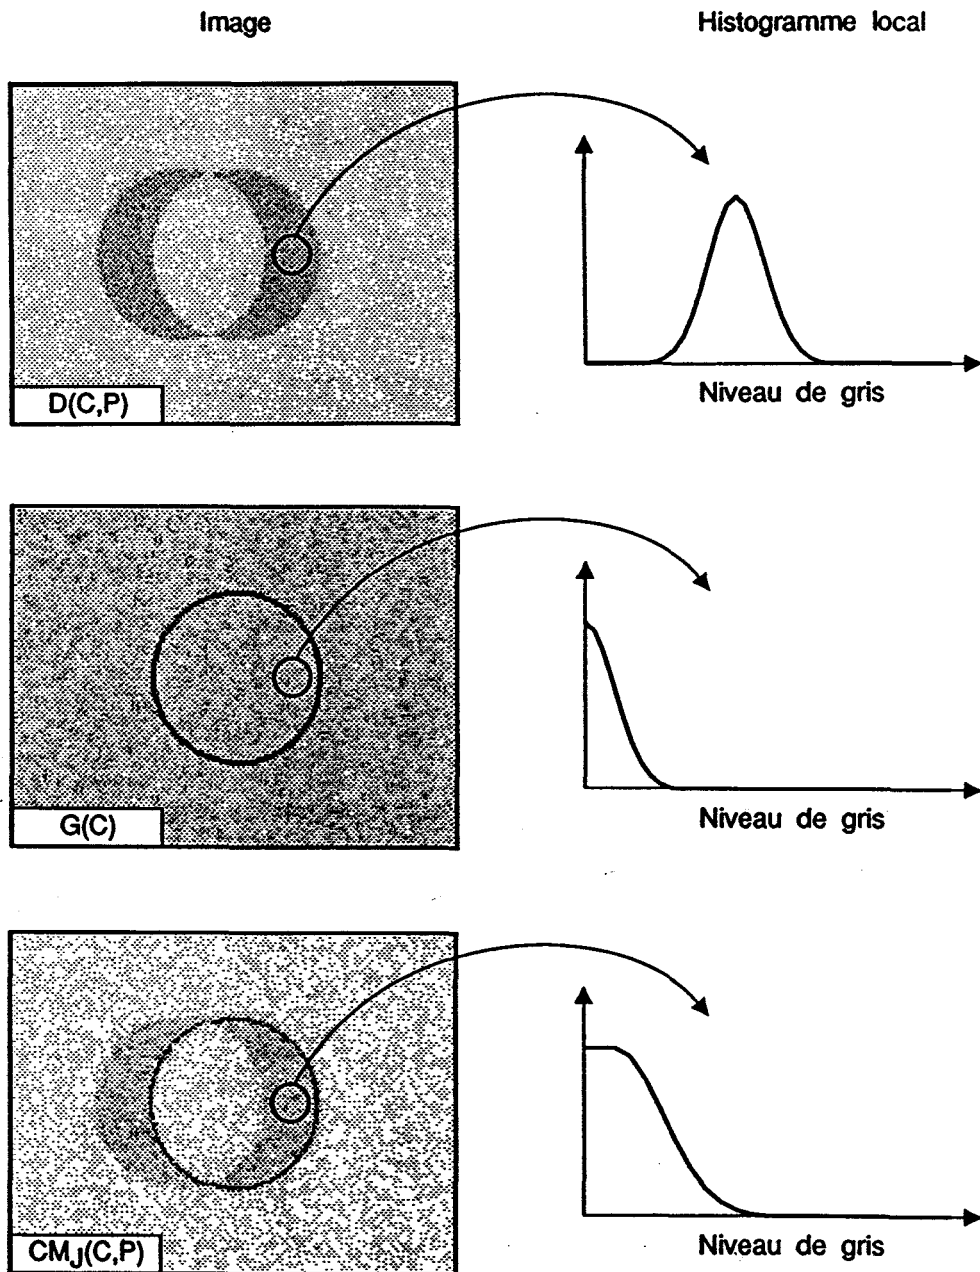 Image
Histogramme local
D(C,P)
Niveau de gris
G(C)
Niveau de gris
CMJ(C,P)
Niveau de gris